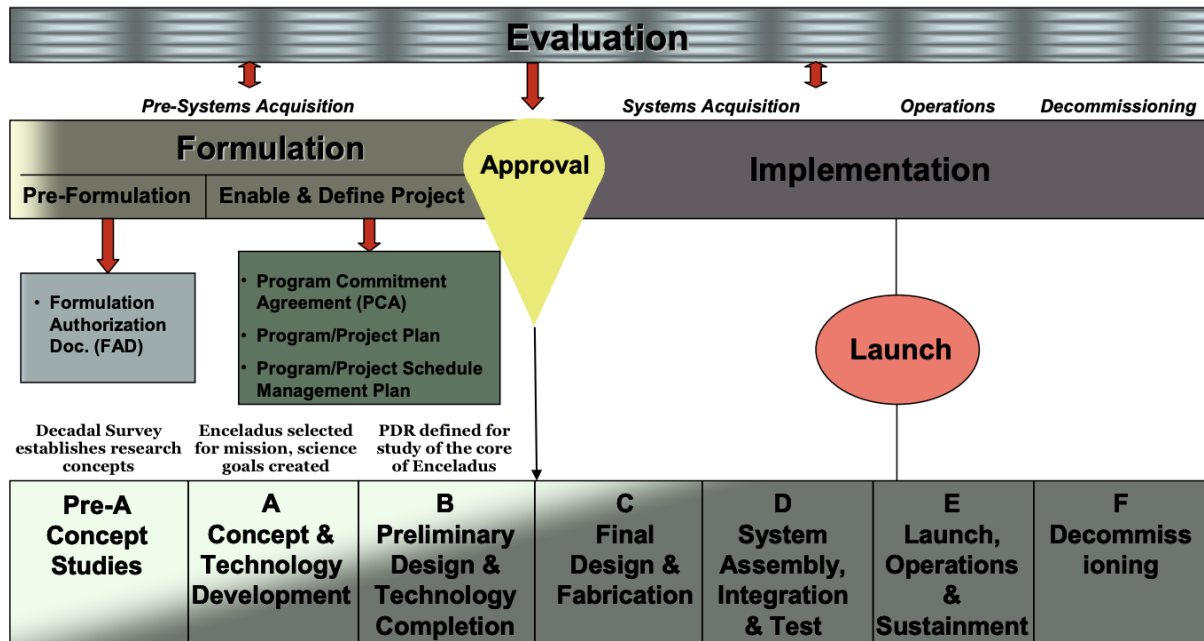 Evaluation
Pre-Systems Acquisition
Systems Acquisition
Operations
Decommissioning
Formulation
Pre-Formulation
Enable & Define Project
Approval
Implementation
• Formulation
Authorization
Doc. (FAD)
• Program Commitment
Agreement (PCA)
• Program/Project Plan
• Program/Project Schedule
Management Plan
Launch
Decadal Survey
establishes research
concepts
Enceladus selected
for mission, science
goals created
PDR defined for
study of the core
of Enceladus
Pre-A
Concept
Studies
A
Concept &
Technology
Development
B
Preliminary
Design &
Technology
Completion
C
Final
Design &
Fabrication
D
System
Assembly,
Integration
& Test
E
Launch,
Operations
&
Sustainment
F
Decommiss
ioning